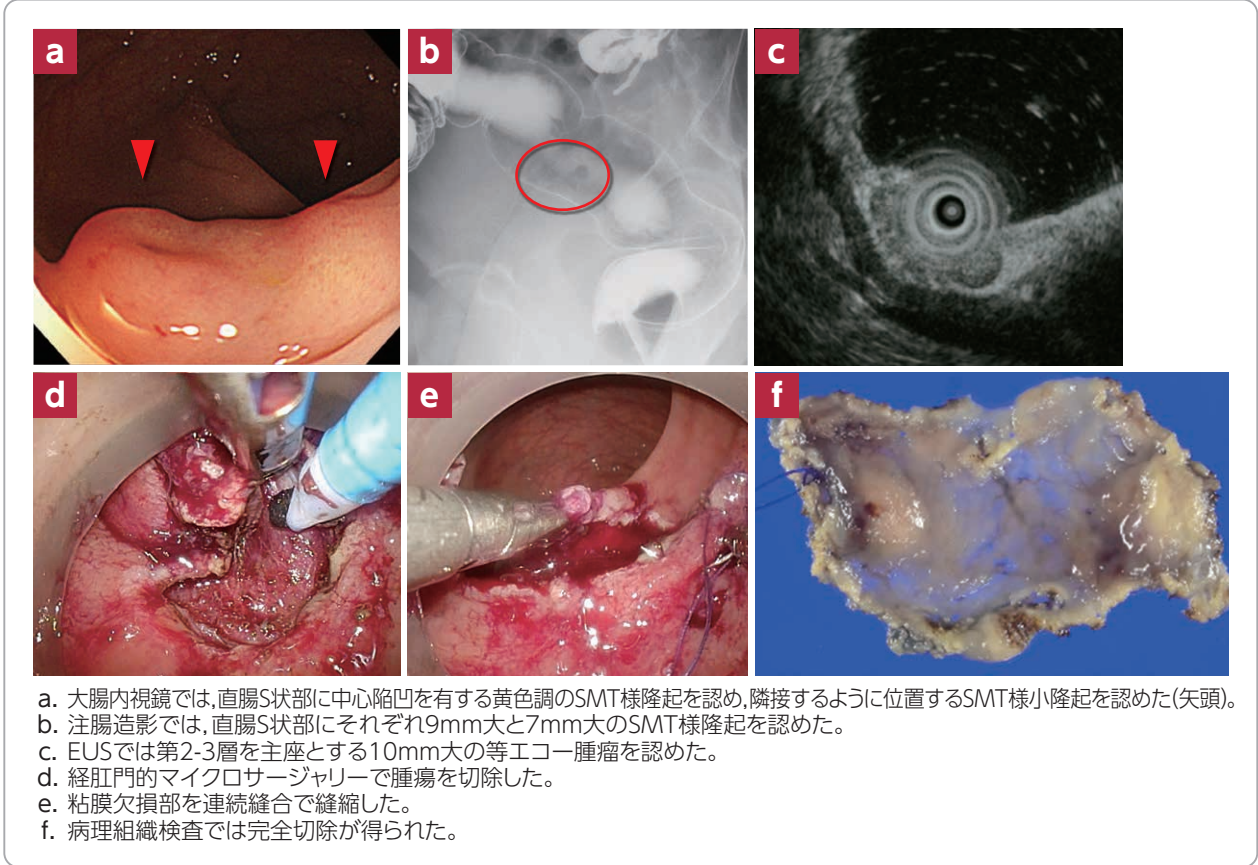 a
b
c
d
e
f
a. 大腸内視鏡では,直腸S状部に中心陥凹を有する黄色調のSMT様隆起を認め,隣接するように位置するSMT様小隆起を認めた(矢頭)。
b. 注腸造影では,直腸S状部にそれぞれ9mm大と7mm大のSMT様隆起を認めた。
c. EUSでは第2-3層を主座とする10mm大の等エコー腫瘤を認めた。
d. 経肛門的マイクロサージャリーで腫瘍を切除した。
e. 粘膜欠損部を連続縫合で縫縮した。
f. 病理組織検査では完全切除が得られた。